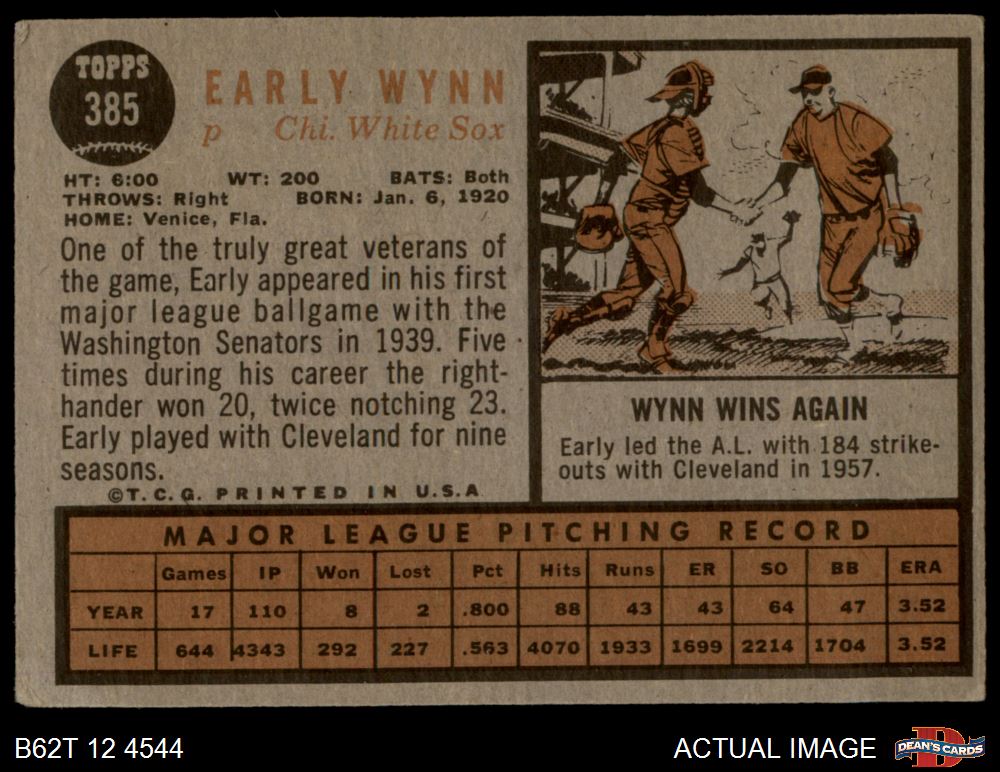 TOPPS
385
EARLY WYNN
p Chi. White Sox
HT: 6:00 WT: 200 BATS: Both
THROWS: Right BORN: Jan. 6, 1920
HOME: Venice, Fla.
One of the truly great veterans of
the game, Early appeared in his first
major league ballgame with the
Washington Senators in 1939. Five
times during his career the right-
hander won 20, twice notching 23.
Early played with Cleveland for nine
seasons.
©T. C. G. PRINTED IN U.S.A
WYNN WINS AGAIN
Early led the A.L. with 184 strike-
outs with Cleveland in 1957.
MAJOR LEAGUE PITCHING RECORD
Games IP Won Lost Pct Hits Runs ER SO BB ERA
YEAR 17 110 8 2 .800 88 43 43 64 47 3.52
LIFE 644 4343 292 227 .563 4070 1933 1699 2214 1704 3.52
B62T 12 4544
ACTUAL IMAGE
D
DEAN'S CARDS